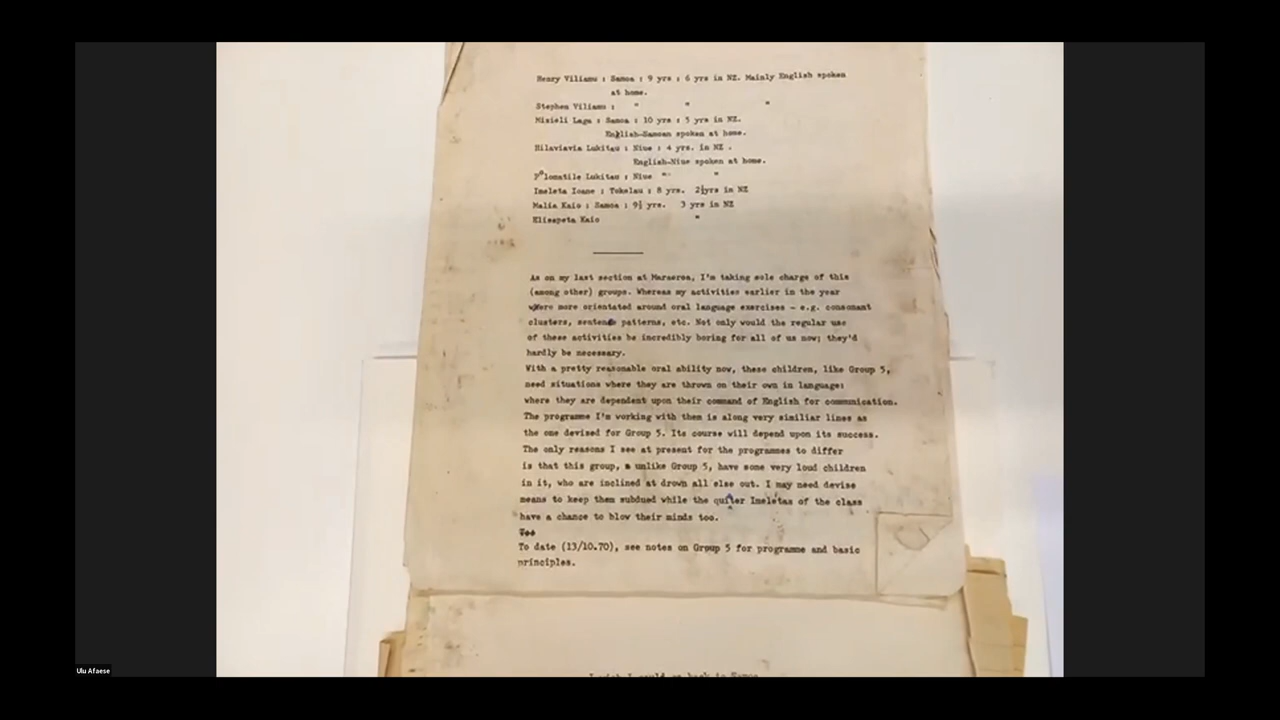 Henry Viliamu : Samoa : 9 yrs : 6 yrs in NZ. Mainly English spoken
at home.
Stephen Viliamu : " " "
Misieli Laga : Samoa : 10 yrs : 5 yrs in NZ.
English-Samoan spoken at home.
Hilaviavia Lukitau : Niue : 4 yrs. in NZ .
English-Niue spoken at home.
Folomatile Lukitau : Niue " "
Imeleta Ioane : Tokelau : 8 yrs. 2½yrs in NZ
Malia Kaio : Samoa : 9½ yrs. 3 yrs in NZ
Elisapeta Kaio "
As on my last section at Maraeroa, I'm taking sole charge of this
(among other) groups. Whereas my activities earlier in the year
were more orientated around oral language exercises - e.g. consonant
clusters, sentence patterns, etc. Not only would the regular use
of these activities be incredibly boring for all of us now; they'd
hardly be necessary.
With a pretty reasonable oral ability now, these children, like Group 5,
need situations where they are thrown on their own in language:
where they are dependent upon their command of English for communication.
The programme I'm working with them is along very similiar lines as
the one devised for Group 5. Its course will depend upon its success.
The only reasons I see at present for the programmes to differ
is that this group, unlike Group 5, have some very loud children
in it, who are inclined at drown all else out. I may need devise
means to keep them subdued while the quiter Imeletas of the class
have a chance to blow their minds too.
To date (13/10.70), see notes on Group 5 for programme and basic
principles.
I wish I could go back to Samoa
Ulu Afaese